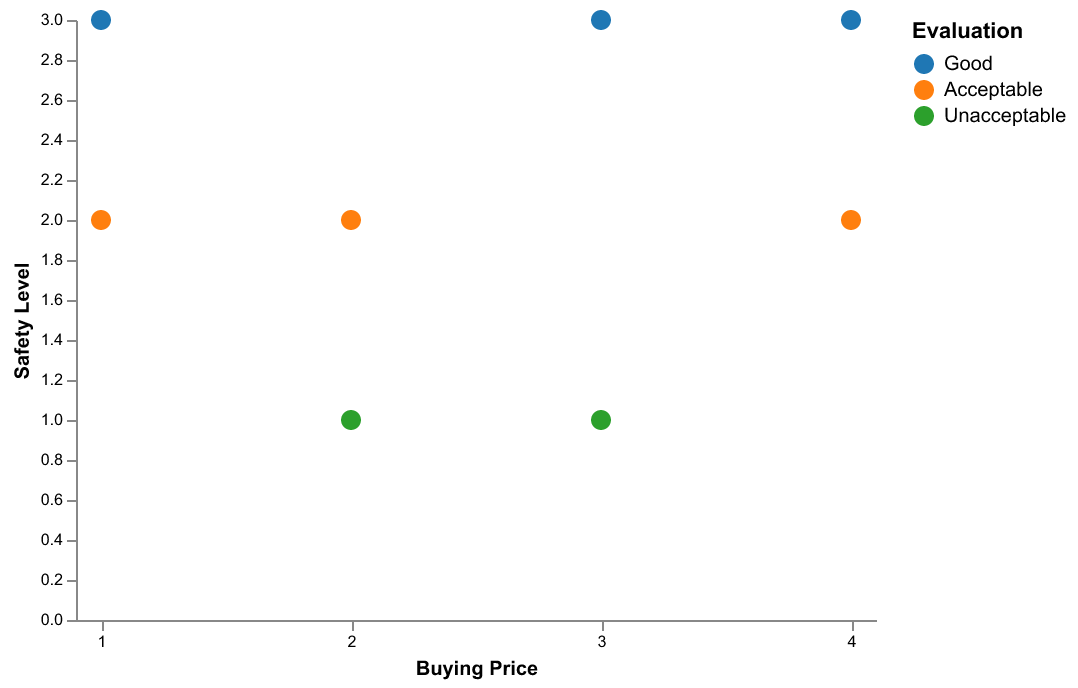 3.0
2.8
2.6
2.4
2.2
2.0
1.8
1.6
1.4
1.2
1.0
0.8
0.6
0.4
0.2
0.0
Safety Level
1 2 3 4
Buying Price
Evaluation
Good
Acceptable
Unacceptable